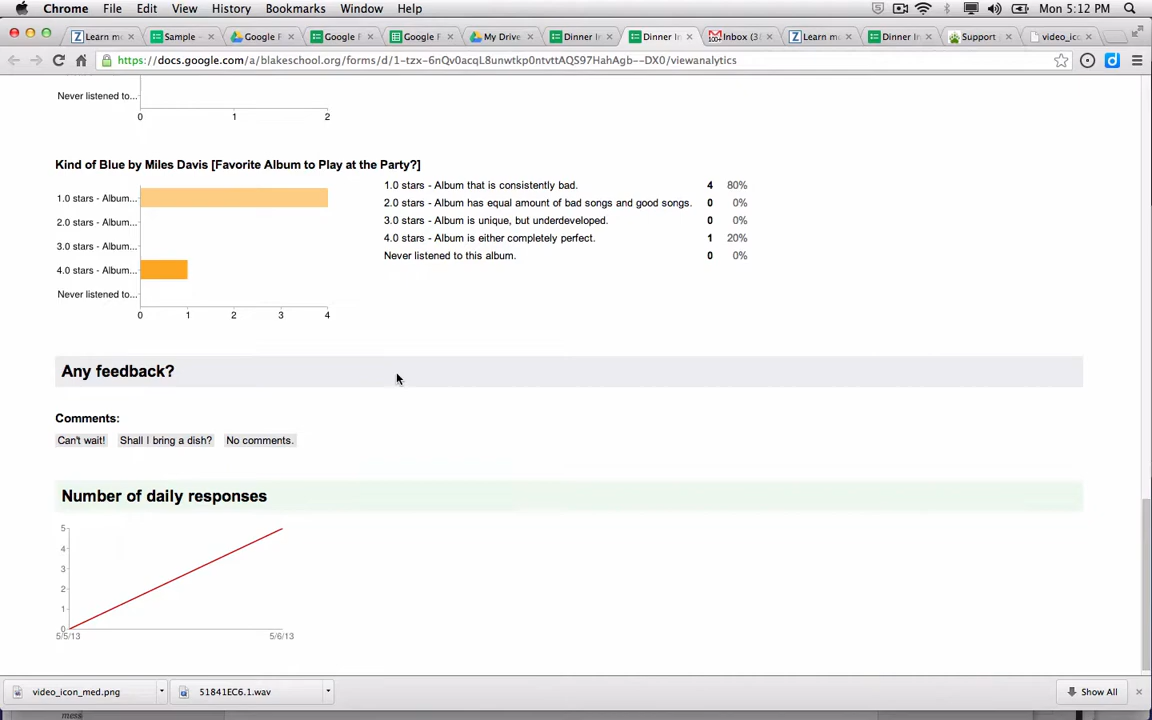 Chrome File Edit View History Bookmarks Window Help Mon 5:12 PM
Learn m Sample - Google F Google F Google F My Drive Dinner I Dinner I Inbox (3 Learn m Dinner I Support video_ic
https://docs.google.com/a/blakeschool.org/forms/d/1-tzx-6nQv0acqL8unwtkp0ntvttAQS97HahAgb--DX0/viewanalytics
Never listened to...
0 1 2
Kind of Blue by Miles Davis [Favorite Album to Play at the Party?]
1.0 stars - Album that is consistently bad. 4 80%
1.0 stars - Album...
2.0 stars - Album has equal amount of bad songs and good songs. 0 0%
2.0 stars - Album...
3.0 stars - Album is unique, but underdeveloped. 0 0%
3.0 stars - Album...
4.0 stars - Album is either completely perfect. 1 20%
4.0 stars - Album...
Never listened to this album. 0 0%
Never listened to...
0 1 2 3 4
Any feedback?
Comments:
Can't wait! Shall I bring a dish? No comments.
Number of daily responses
5
4
3
2
1
0
5/5/13 5/6/13
video_icon_med.png 51841EC6.1.wav Show All
mess